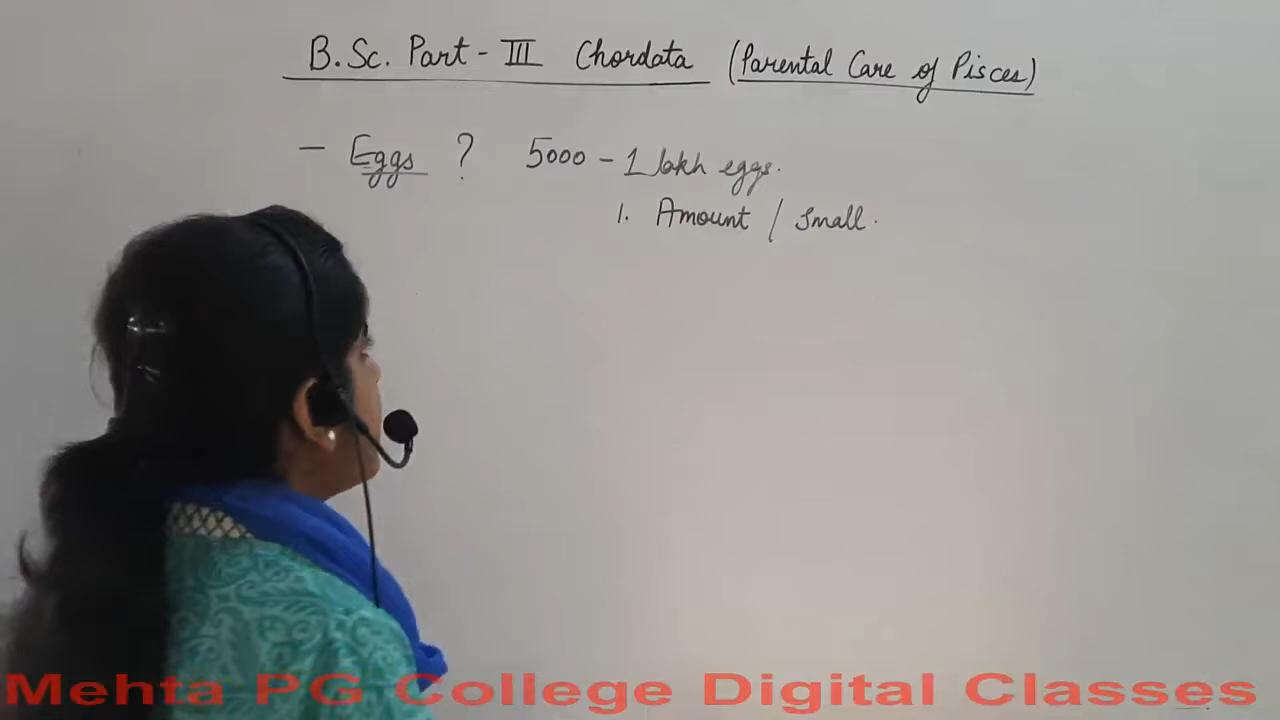 B.Sc. Part - III Chordata (Parental Care of Pisces)
- Eggs ? 5000 - 1 lakh eggs.
1. Amount / Small.
Mehta PG College Digital Classes